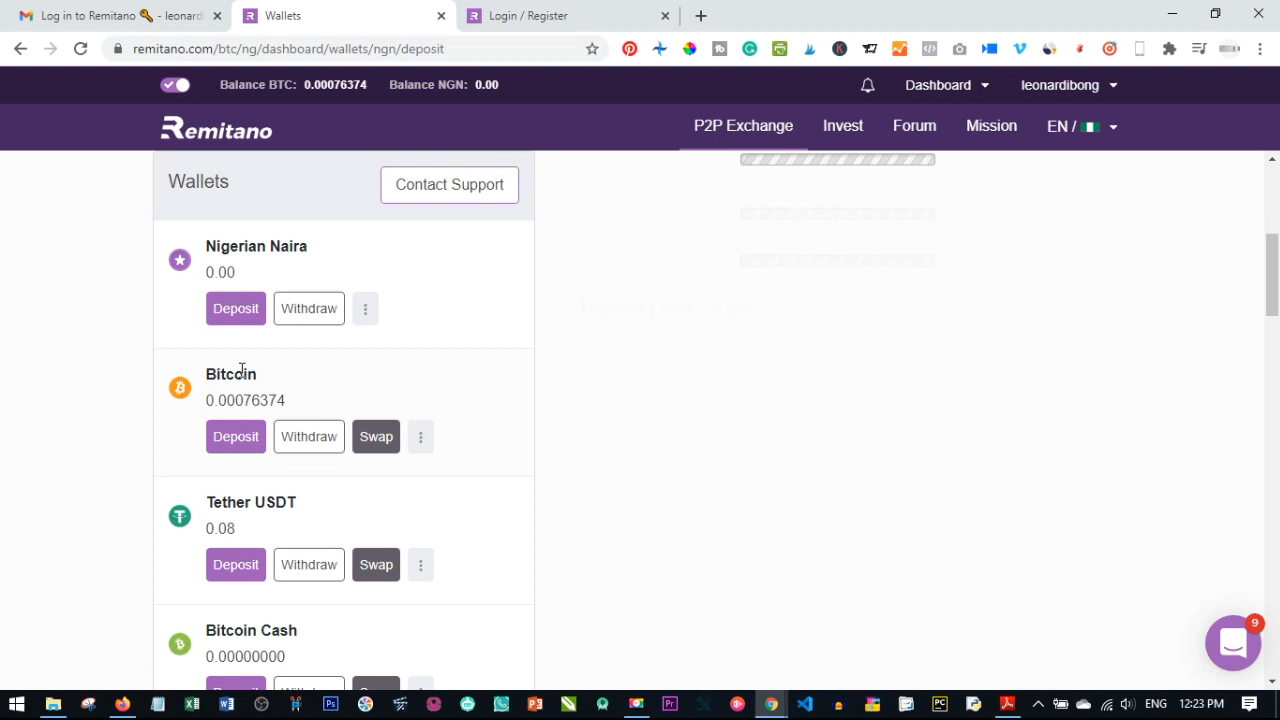 Log in to Remitano 🔑 - leonard
Wallets
Login / Register
remitano.com/btc/ng/dashboard/wallets/ngn/deposit
Balance BTC: 0.00076374 Balance NGN: 0.00
Dashboard
leonardibong
Remitano
P2P Exchange
Invest
Forum
Mission
EN /
Wallets
Contact Support
Nigerian Naira
0.00
Deposit Withdraw
Bitcoin
0.00076374
Deposit Withdraw Swap
Tether USDT
0.08
Deposit Withdraw Swap
Bitcoin Cash
0.00000000
9
ENG 12:23 PM